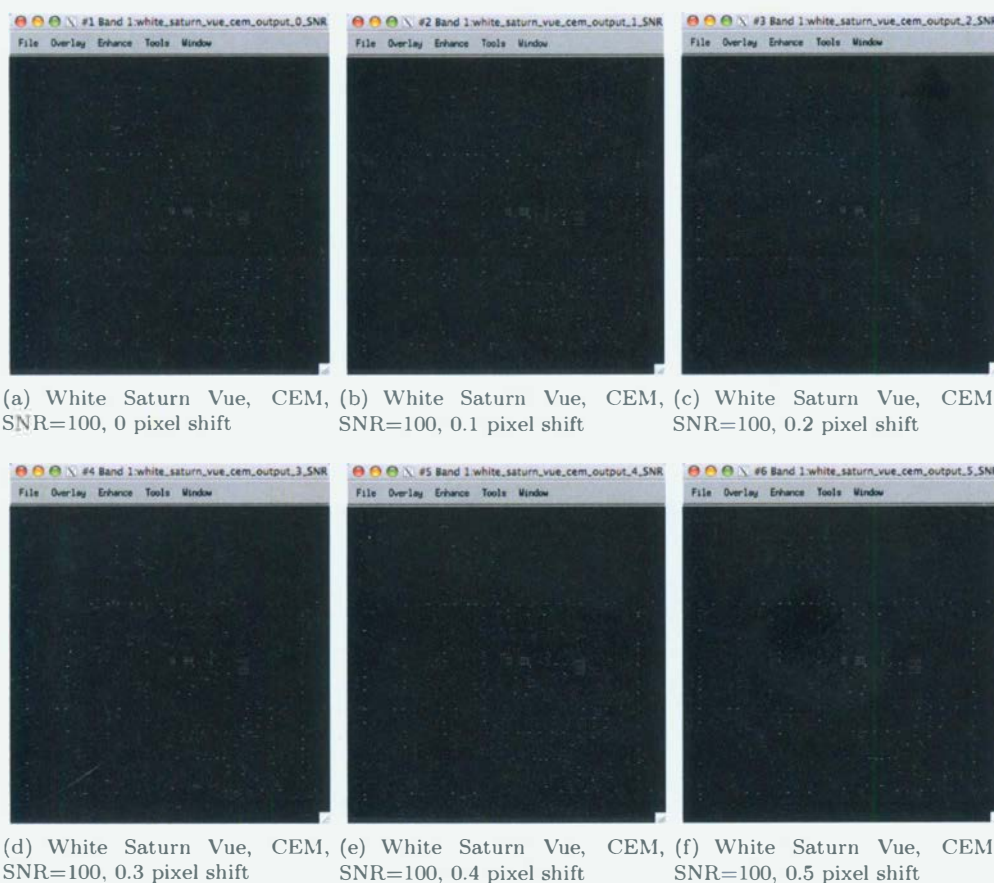 #1 Band 1:white_saturn_vue_cem_output_0_SNR
File Overlay Enhance Tools Window
#2 Band 1:white_saturn_vue_cem_output_1_SNR
File Overlay Enhance Tools Window
#3 Band 1:white_saturn_vue_cem_output_2_SNR
File Overlay Enhance Tools Window
(a) White Saturn Vue, CEM,
SNR=100, 0 pixel shift
(b) White Saturn Vue, CEM,
SNR=100, 0.1 pixel shift
(c) White Saturn Vue, CEM
SNR=100, 0.2 pixel shift
#4 Band 1:white_saturn_vue_cem_output_3_SNR
File Overlay Enhance Tools Window
#5 Band 1:white_saturn_vue_cem_output_4_SNR
File Overlay Enhance Tools Window
#6 Band 1:white_saturn_vue_cem_output_5_SNR
File Overlay Enhance Tools Window
(d) White Saturn Vue, CEM,
SNR=100, 0.3 pixel shift
(e) White Saturn Vue, CEM,
SNR=100, 0.4 pixel shift
(f) White Saturn Vue, CEM
SNR=100, 0.5 pixel shift